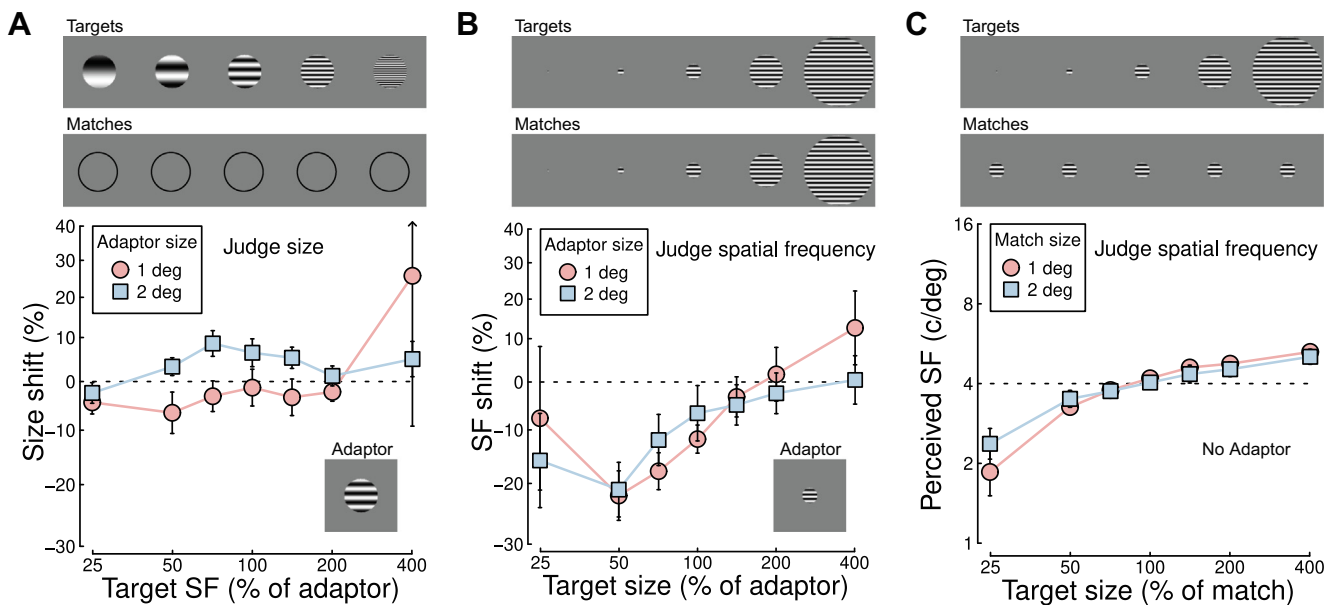 A
Targets
Matches
Size shift (%)
40
30
20
10
0
−10
−20
−30
Adaptor size
1 deg
2 deg
Judge size
Adaptor
25
50
100
200
400
Target SF (% of adaptor)
B
Targets
Matches
SF shift (%)
40
30
20
10
0
−10
−20
−30
Adaptor size
1 deg
2 deg
Judge spatial frequency
Adaptor
25
50
100
200
400
Target size (% of adaptor)
C
Targets
Matches
Perceived SF (c/deg)
16
8
4
2
1
Match size
1 deg
2 deg
Judge spatial frequency
No Adaptor
25
50
100
200
400
Target size (% of match)